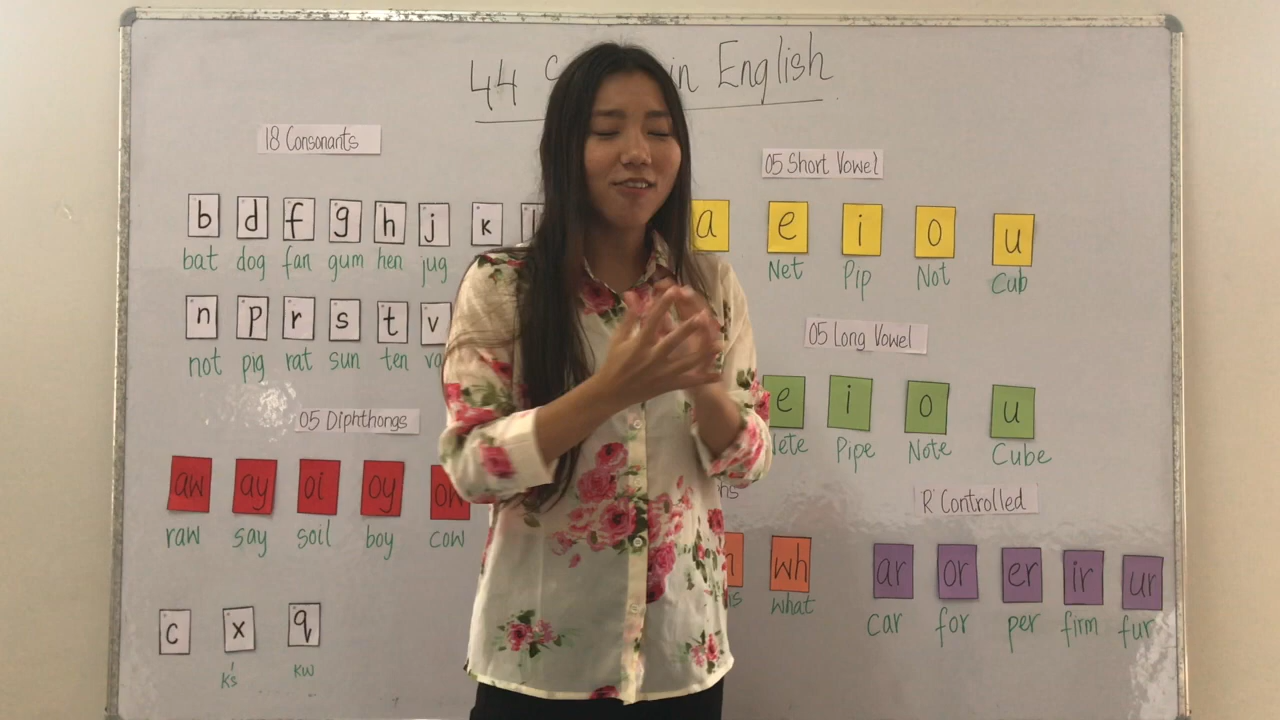 44 in English
18 Consonants
b d f g h j k
bat dog fan gum hen jug
n p r s t v
not pig rat sun ten
05 Diphthongs
aw ay oi oy
raw say soil boy cow
c x q
ks kw
05 Short Vowel
a e i o u
Net Pip Not Cub
05 Long Vowel
e i o u
Pipe Note Cube
wh
what
R' Controlled
ar or er ir ur
car for per firm fur